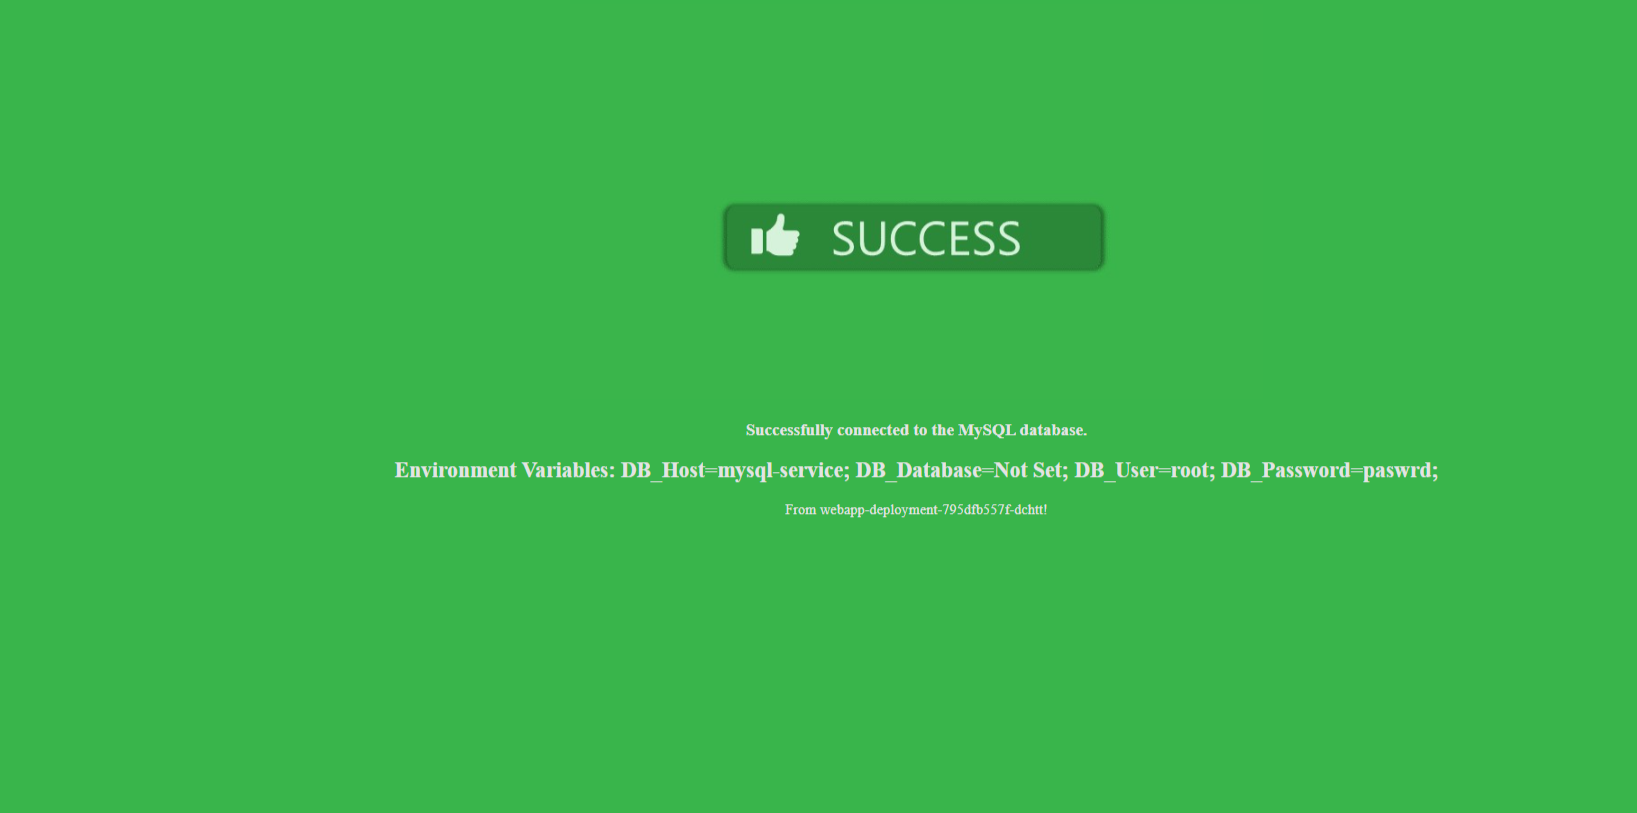 SUCCESS
Successfully connected to the MySQL database.
Environment Variables: DB_Host=mysql-service; DB_Database=Not Set; DB_User=root; DB_Password=paswrd;
From webapp-deployment-795dfb557f-dchtt!